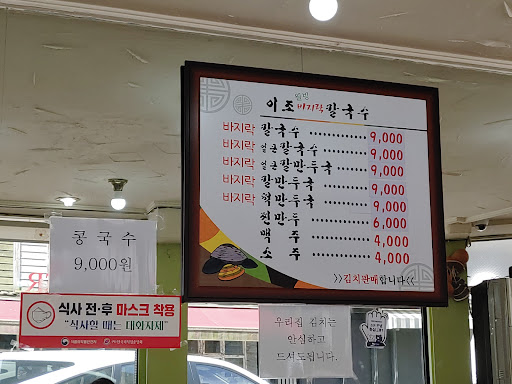 월빙
이조 바지락 칼국수
바지락 칼국수 9,000
바지락 얼큰칼국수 9,000
바지락 얼큰칼만두국 9,000
바지락 칼만두국 9,000
바지락 떡만두국 9,000
찐만두 6,000
맥 주 4,000
소 주 4,000
>>김치판매합니다<<
콩국수
9,000원
식사 전·후 마스크 착용
"식사할 때는 대화자제"
우리집 김치는
안심하고
드셔도됩니다.